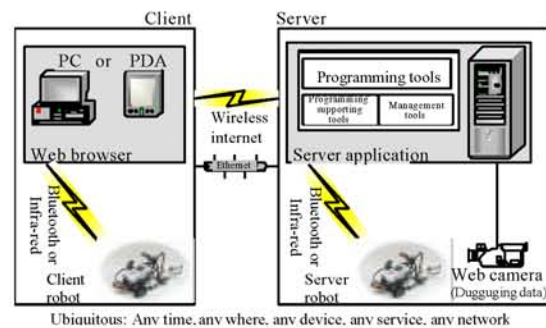 Client
Server
PC or PDA
Web browser
Wireless
internet
Ethernet
Programming tools
Programming
supporting
tools
Management
tools
Server application
Bluetooth or
Infra-red
Client
robot
Bluetooth or
Infra-red
Server
robot
Web camera
(Dugguging data)
Ubiquitous: Any time, any where, any device, any service, any network